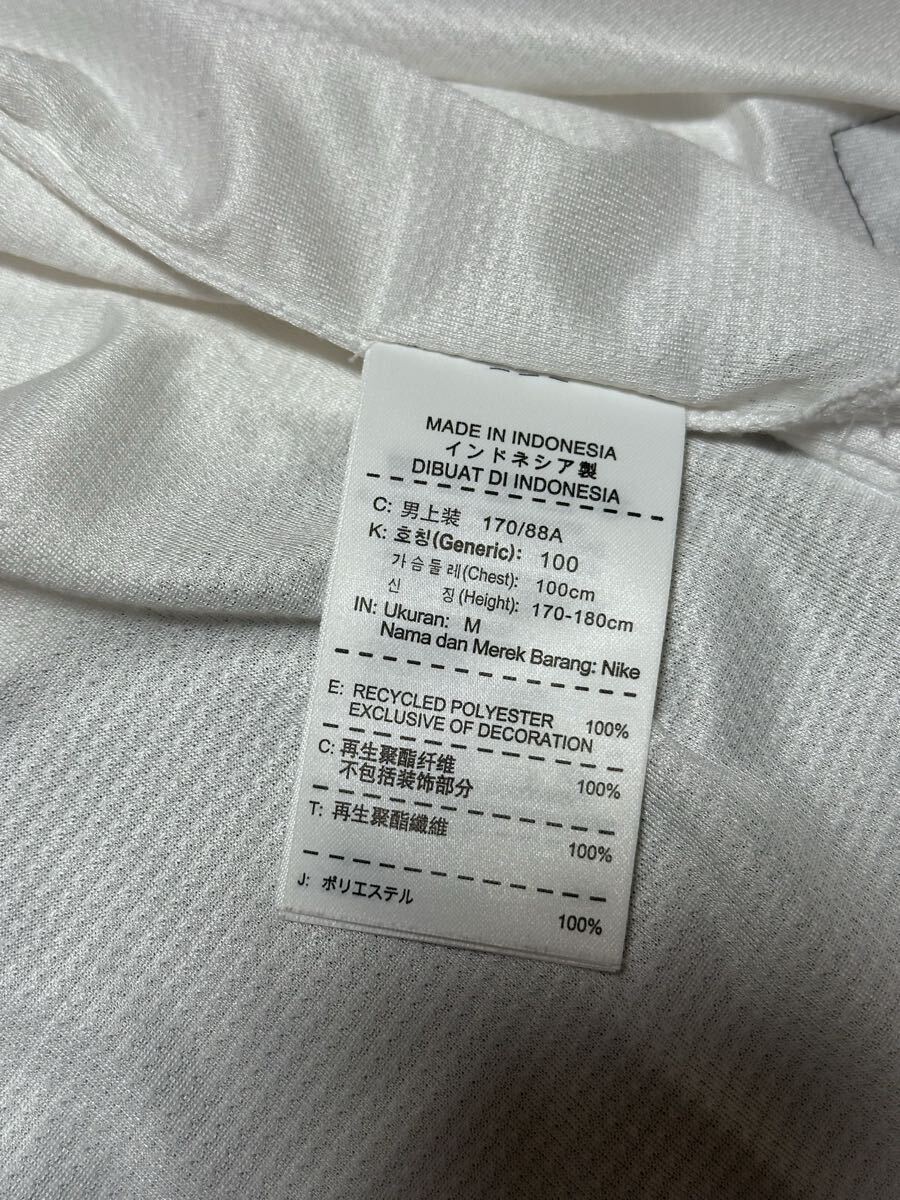 MADE IN INDONESIA
インドネシア製
DIBUAT DI INDONESIA
C: 男上装 170/88A
K: 호칭(Generic): 100
가슴둘레(Chest): 100cm
신 징(Height): 170-180cm
IN: Ukuran: M
Nama dan Merek Barang: Nike
E: RECYCLED POLYESTER 100%
EXCLUSIVE OF DECORATION
C: 再生聚酯纤维 100%
不包括装饰部分
T: 再生聚酯纖維 100%
J: ポリエステル 100%